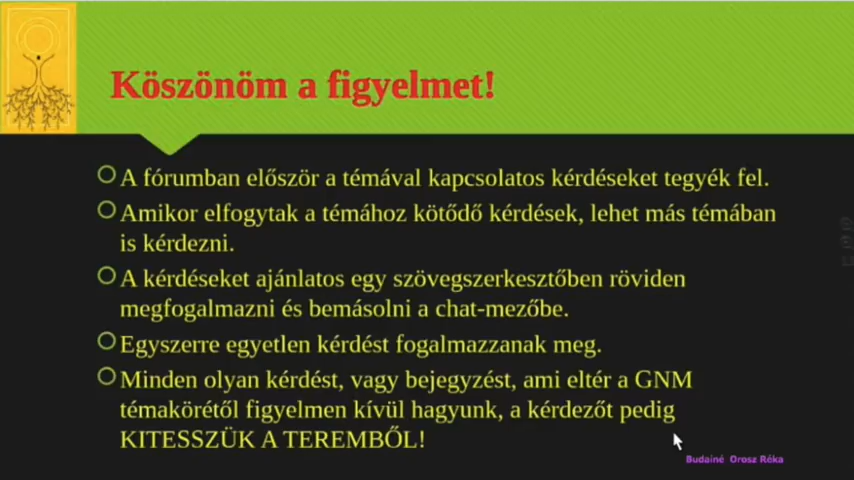 Köszönöm a figyelmet!
A fórumban először a témával kapcsolatos kérdéseket tegyék fel.
Amikor elfogytak a témához kötődő kérdések, lehet más témában
is kérdezni.
A kérdéseket ajánlatos egy szövegszerkesztőben röviden
megfogalmazni és bemásolni a chat-mezőbe.
Egyszerre egyetlen kérdést fogalmazzanak meg.
Minden olyan kérdést, vagy bejegyzést, ami eltér a GNM
témakörétől figyelmen kívül hagyunk, a kérdezőt pedig
KITESSZÜK A TEREMBŐL!
Budainé Orosz Réka